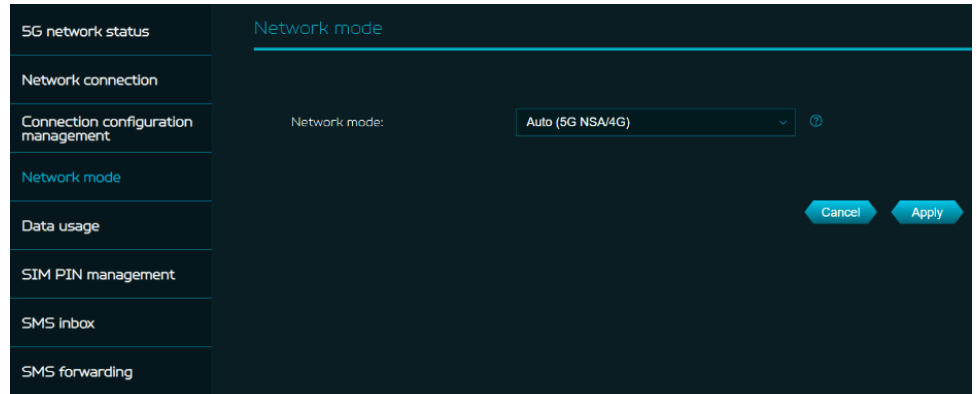 5G network status
Network connection
Connection configuration
management
Network mode
Data usage
SIM PIN management
SMS inbox
SMS forwarding
Network mode
Network mode:
Auto (5G NSA/4G)
?
Cancel
Apply